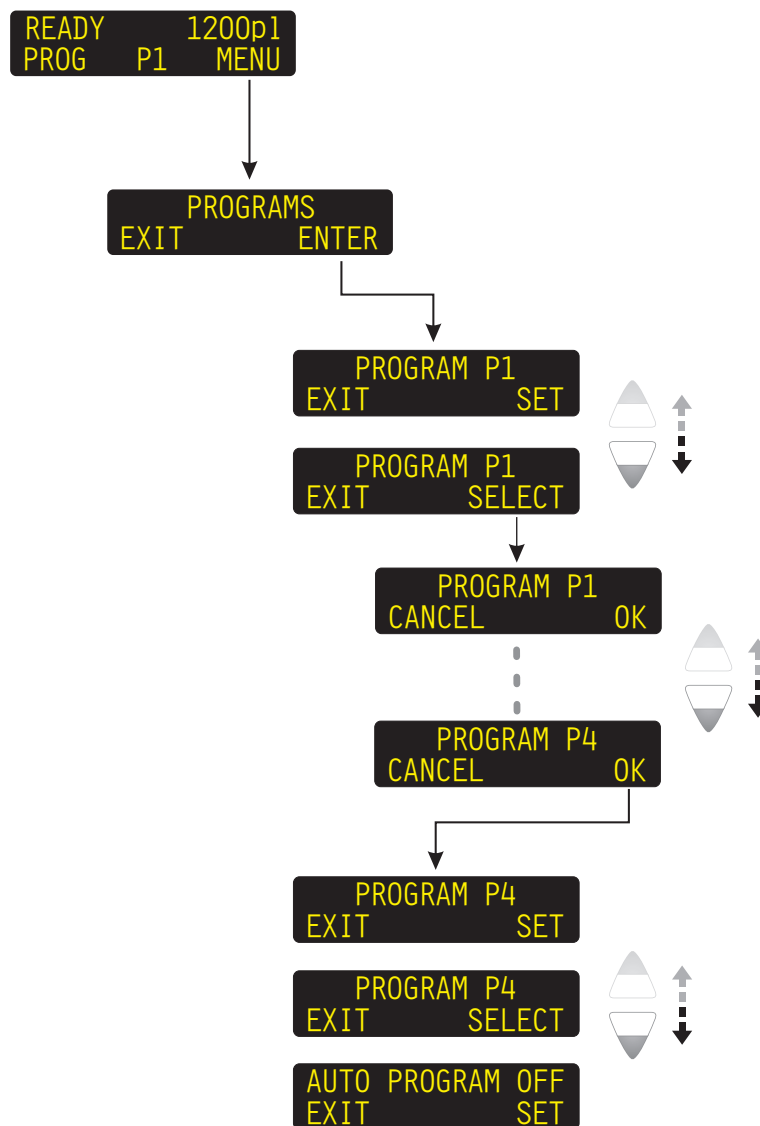 READY 1200pl
PROG P1 MENU
PROGRAMS
EXIT ENTER
PROGRAM P1
EXIT SET
PROGRAM P1
EXIT SELECT
PROGRAM P1
CANCEL OK
PROGRAM P4
CANCEL OK
PROGRAM P4
EXIT SET
PROGRAM P4
EXIT SELECT
AUTO PROGRAM OFF
EXIT SET